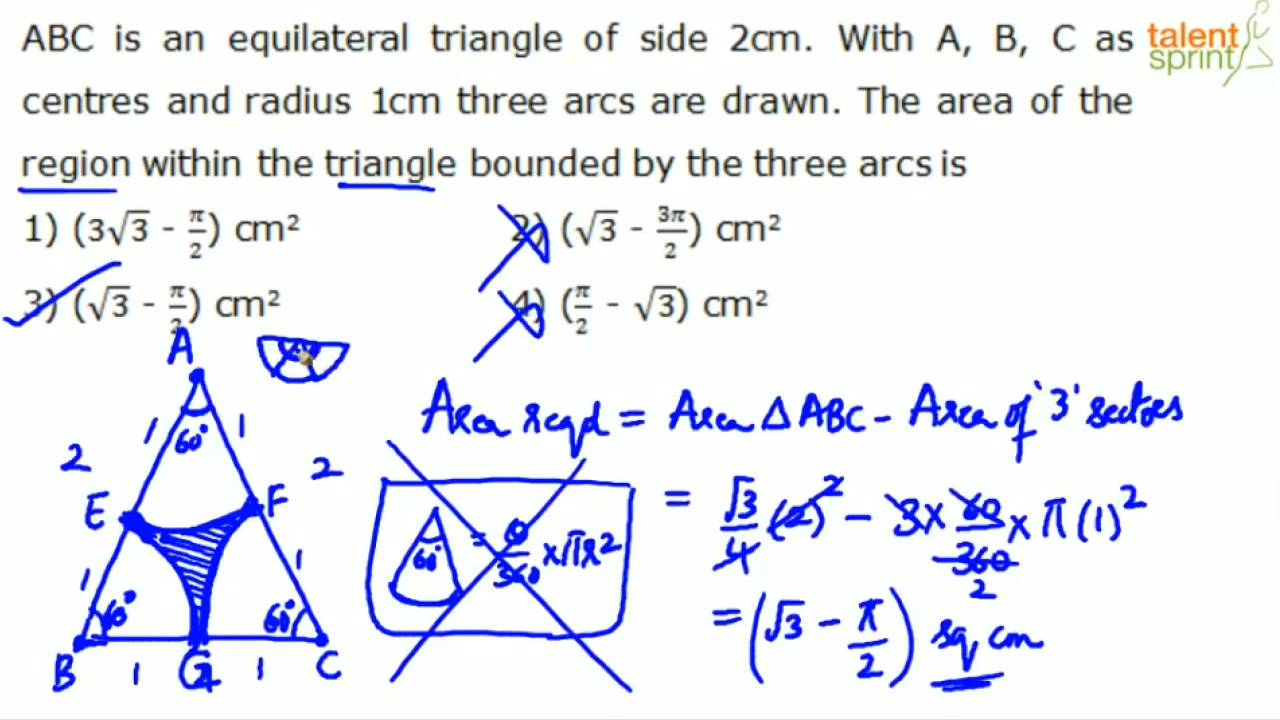 ABC is an equilateral triangle of side 2cm. With A, B, C as
talent
sprint
centres and radius 1cm three arcs are drawn. The area of the
region within the triangle bounded by the three arcs is
1) (3√3 - π/2) cm²
2) (√3 - 3π/2) cm²
3) (√3 - π/2) cm²
4) (π/2 - √3) cm²
A
60°
1
1
2
2
E
F
Area reqd = Area Δ ABC - Area of '3' sectors
= √3/4 (2)² - 3 × 60/360 × π(1)²
2
60° = θ/360 × πr²
1
1
60°
60°
= (√3 - π/2) sq cm
B
1
G
1
C